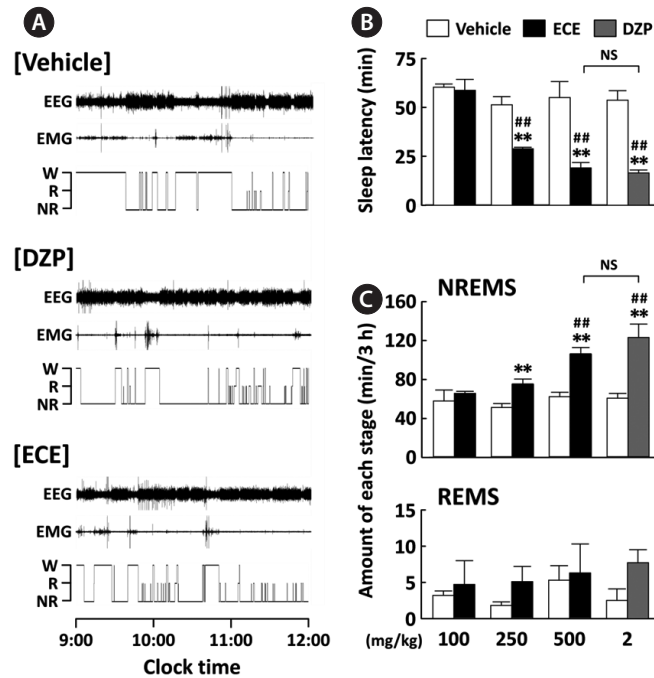 A
[Vehicle]
EEG
EMG
W
R
NR
[DZP]
EEG
EMG
W
R
NR
[ECE]
EEG
EMG
W
R
NR
9:00 10:00 11:00 12:00
Clock time
B
Vehicle ECE DZP
Sleep latency (min)
75
50
25
0
NS
##
**
##
**
##
**
C
NREMS
Amount of each stage (min/3 h)
160
120
80
40
0
NS
**
##
**
##
**
REMS
15
10
5
0
(mg/kg) 100 250 500 2